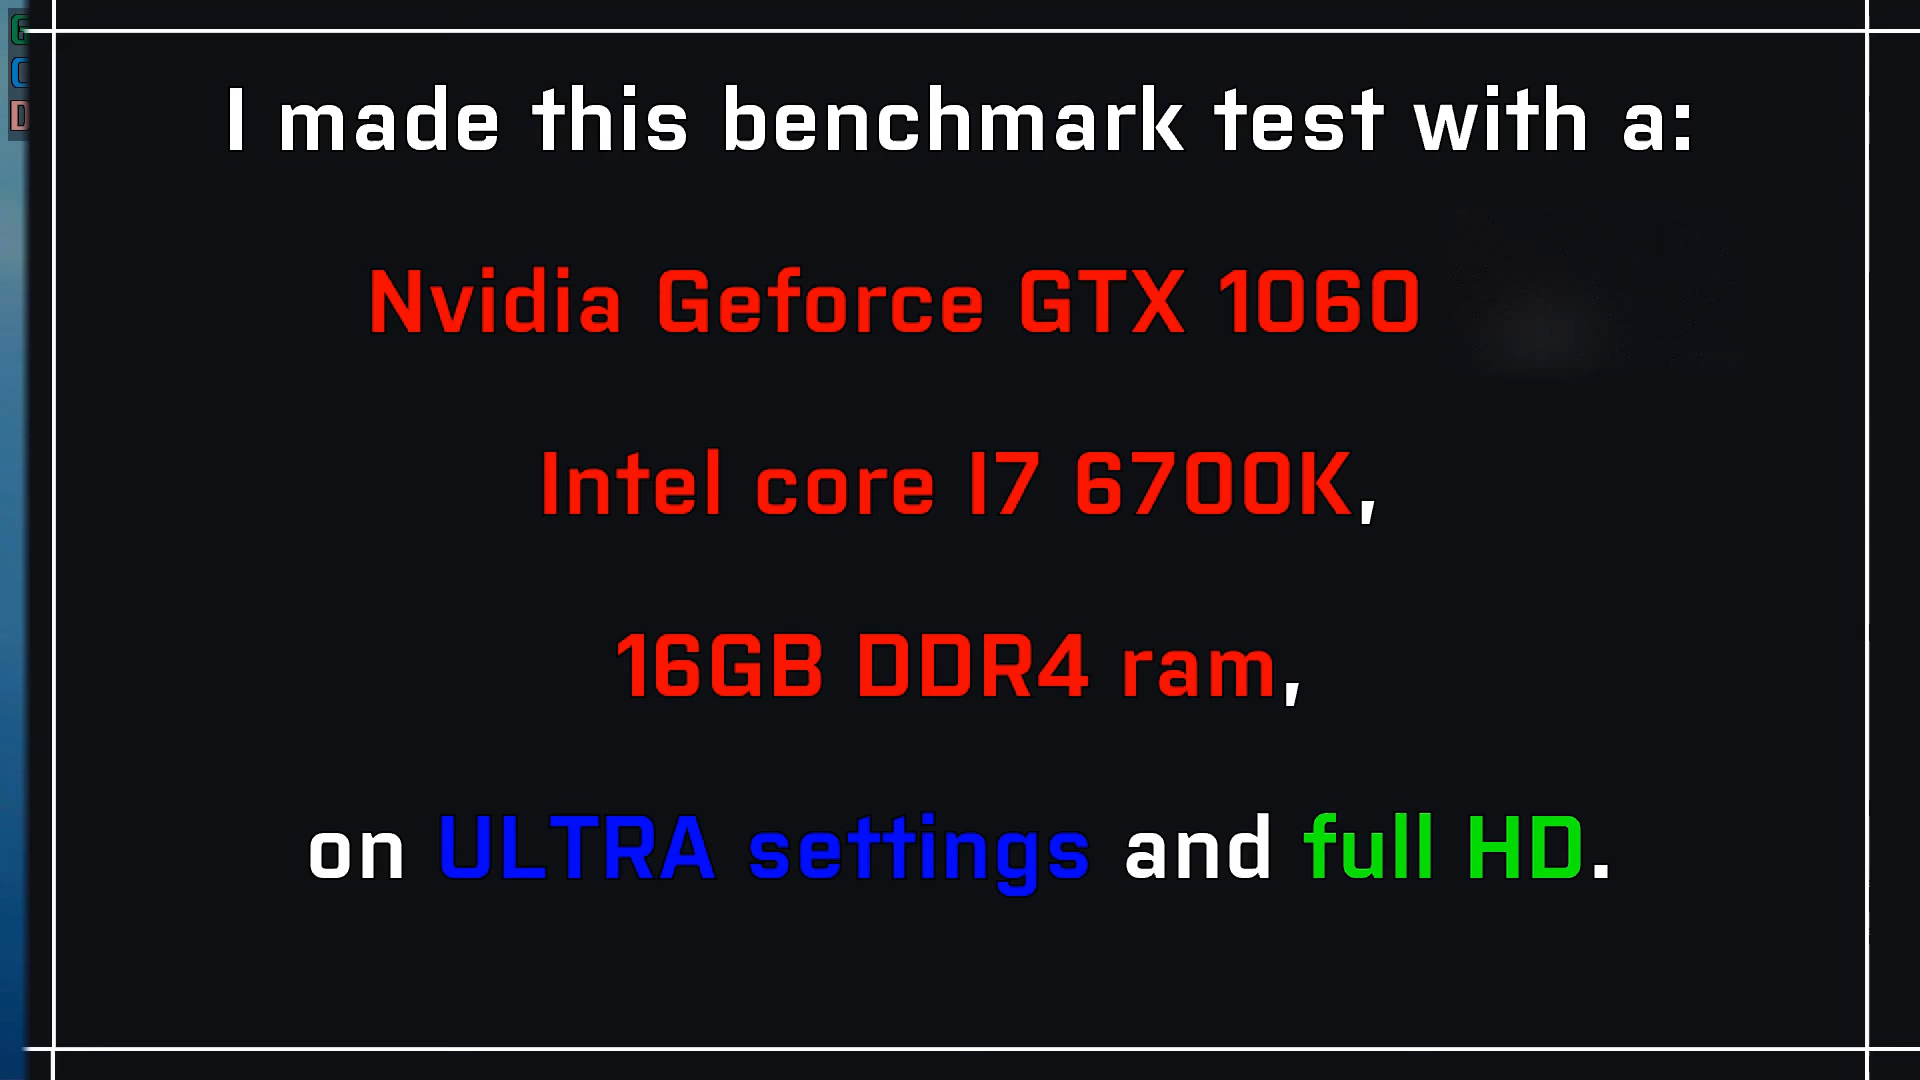 I made this benchmark test with a:
Nvidia Geforce GTX 1060
Intel core I7 6700K,
16GB DDR4 ram,
on ULTRA settings and full HD.